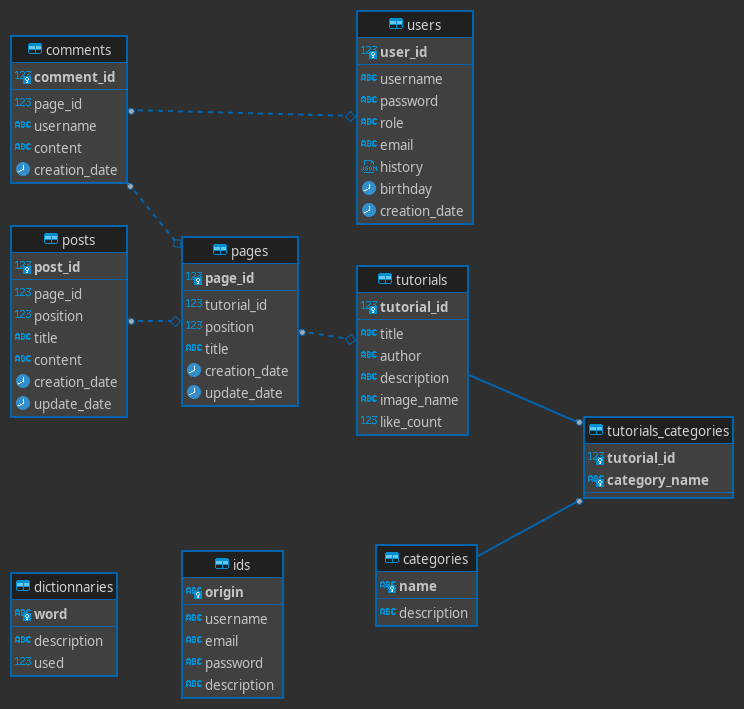 comments
123 comment_id
123 page_id
ABC username
ABC content
creation_date
users
123 user_id
ABC username
ABC password
ABC role
ABC email
JSON history
birthday
creation_date
posts
123 post_id
123 page_id
123 position
ABC title
ABC content
creation_date
update_date
pages
123 page_id
123 tutorial_id
123 position
ABC title
creation_date
update_date
tutorials
123 tutorial_id
ABC title
ABC author
ABC description
ABC image_name
123 like_count
tutorials_categories
123 tutorial_id
ABC category_name
dictionnaries
ABC word
ABC description
123 used
ids
ABC origin
ABC username
ABC email
ABC password
ABC description
categories
ABC name
ABC description